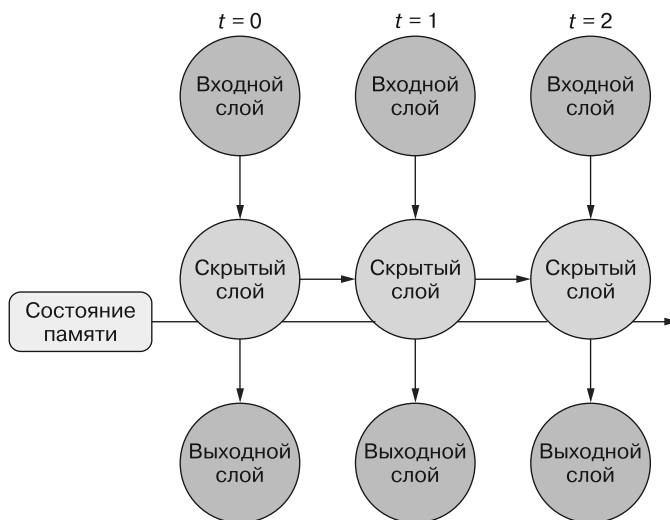 t = 0
t = 1
t = 2
Входной
слой
Входной
слой
Входной
слой
Скрытый
слой
Скрытый
слой
Скрытый
слой
Состояние
памяти
Выходной
слой
Выходной
слой
Выходной
слой